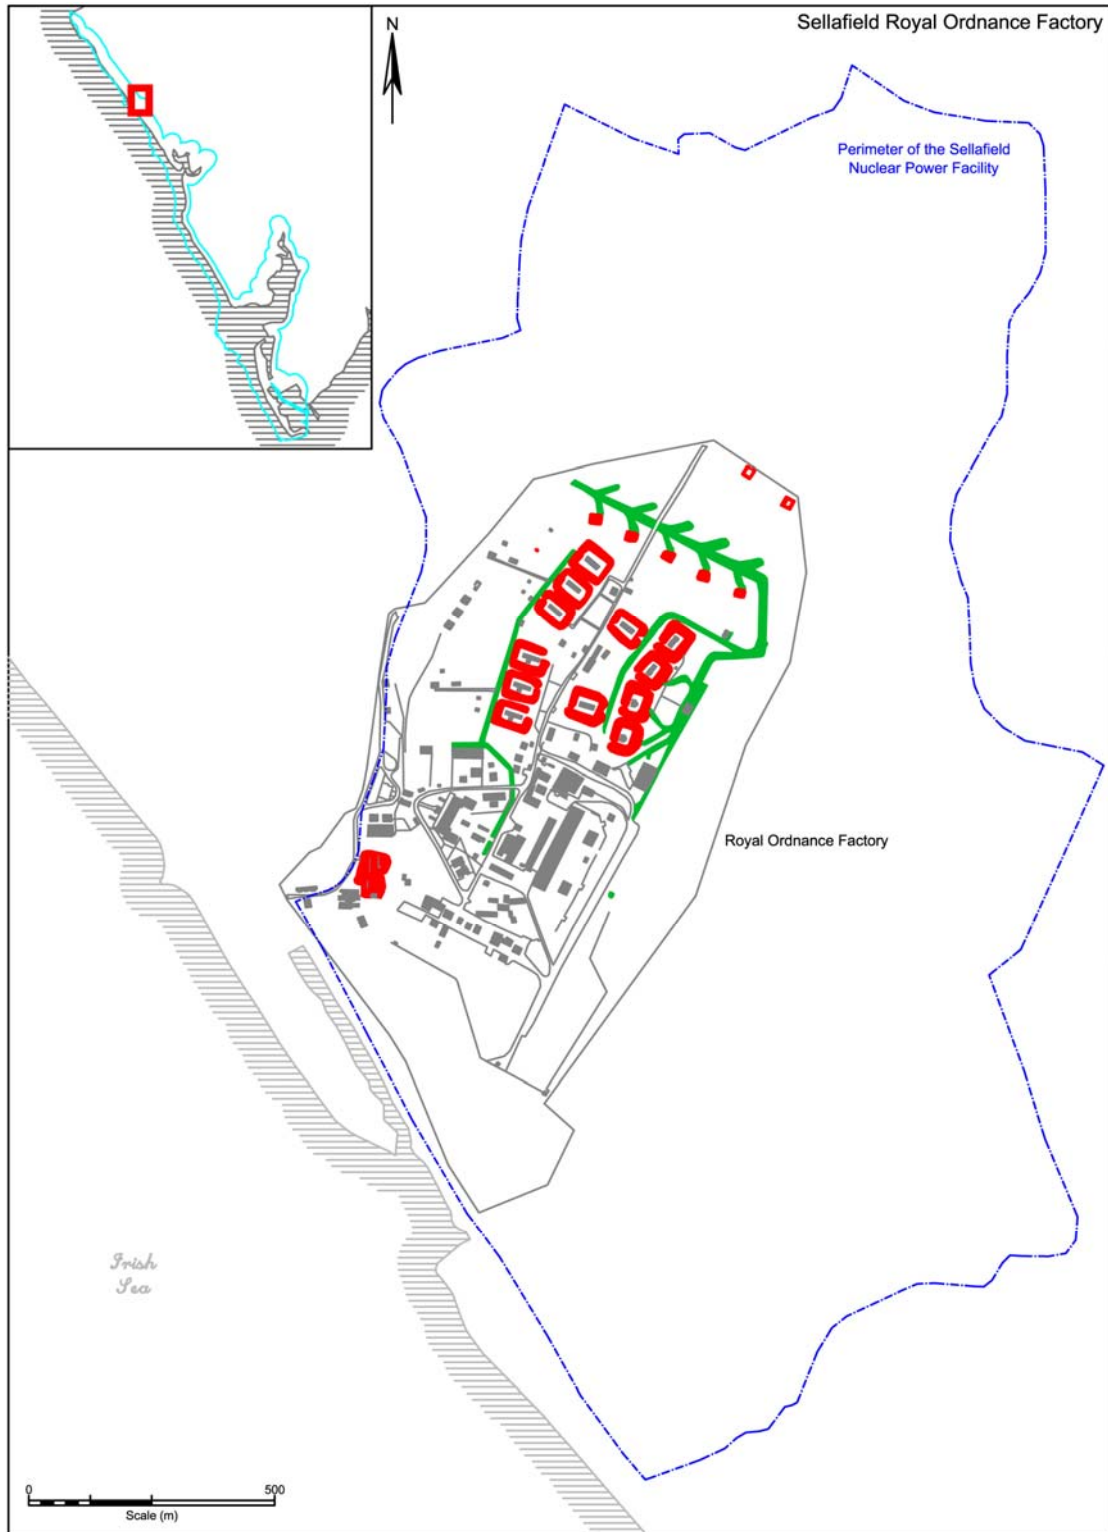 Sellafield Royal Ordnance Factory
N
Perimeter of the Sellafield
Nuclear Power Facility
Royal Ordnance Factory
Irish
Sea
0 500
Scale (m)